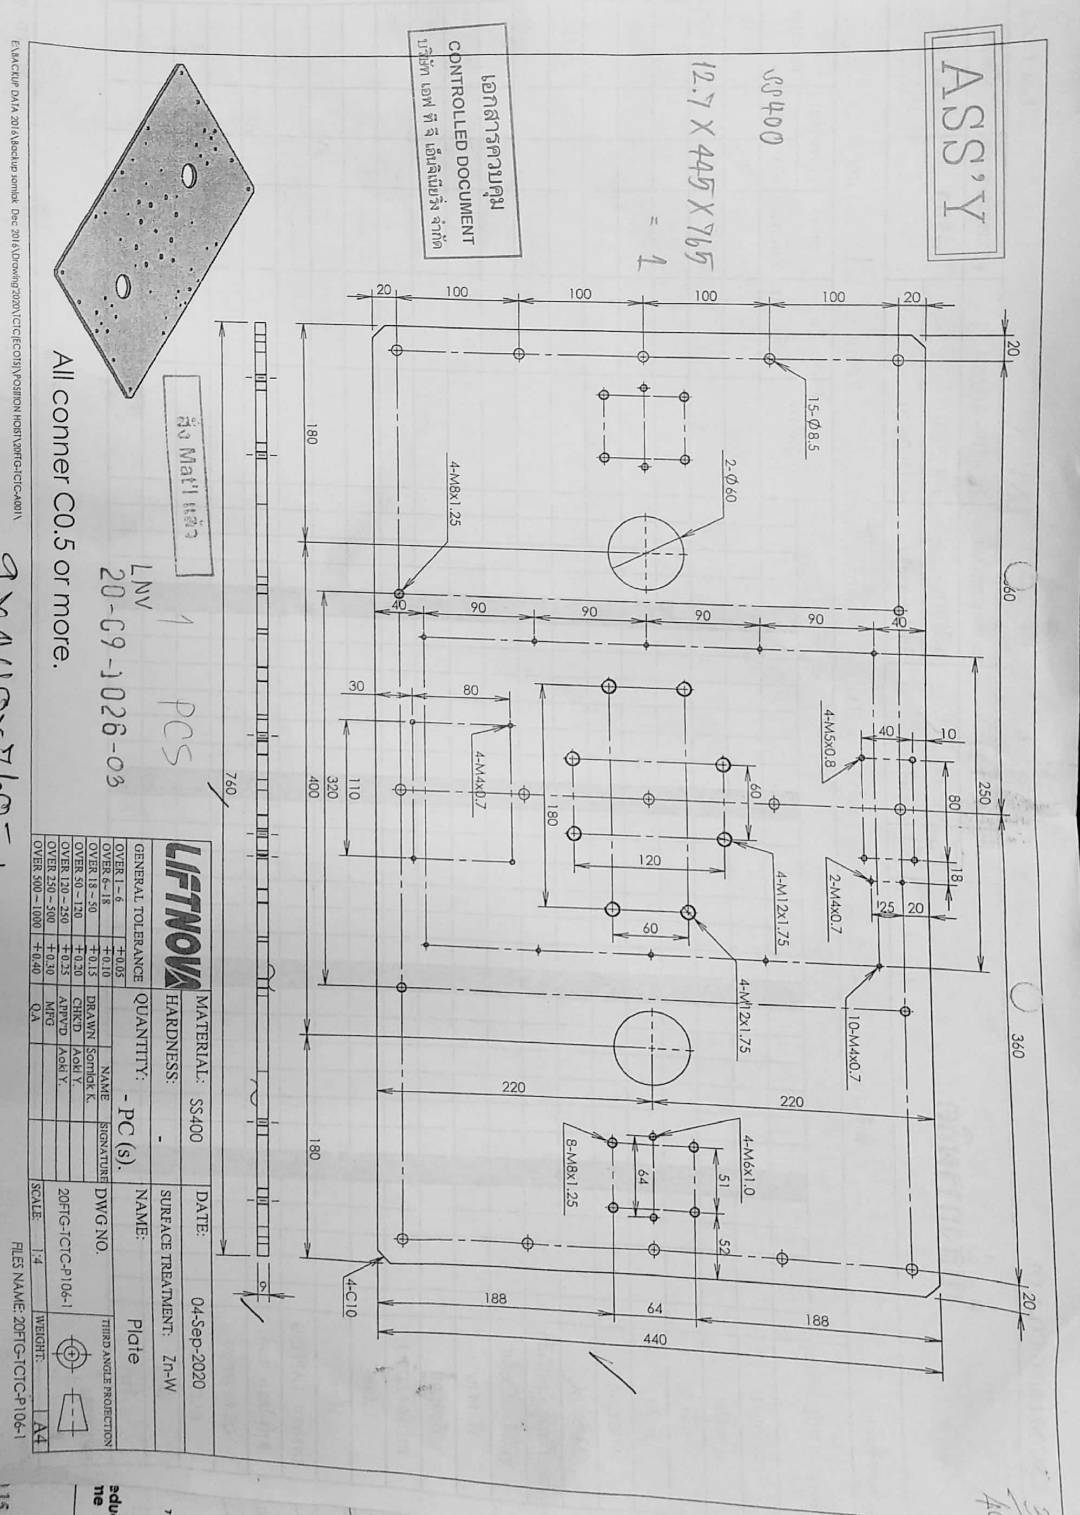 20
360
20
ASS'Y
250
80
18
10
20
40
20
25
40
220
188
100
90
10-M4x0.7
4-M5x0.8
2-M4x0.7
15-Ø8.5
SS400
4-M12x1.75
60
4-M12x1.75
4-M6x1.0
2-Ø60
51
52
12.7 X 445 X 765
= 1
100
90
120
60
64
64
440
100
90
180
8-M8x1.25
220
188
เอกสารควบคุม
CONTROLLED DOCUMENT
บริษัท เอฟ ที จี เอ็นจิเนียริ่ง จำกัด
100
90
80
4-M4x0.7
4-M8x1.25
20
40
30
110
4-C10
320
180
400
180
9
760
สั่ง Mat'l แล้ว
1 PCS
LNV
20-G9-1026-03
All conner C0.5 or more.
LIFTNOVA
MATERIAL: SS400
DATE: 04-Sep-2020
HARDNESS: -
SURFACE TREATMENT: Zn-W
GENERAL TOLERANCE
QUANTITY: - PC (s).
NAME: Plate
OVER 1~6 +0.05
OVER 6~18 +0.10
OVER 18~50 +0.15
OVER 50~120 +0.20
OVER 120~250 +0.25
OVER 250~500 +0.30
OVER 500~1000 +0.40
NAME SIGNATURE
DRAWN Somlak K.
CHK'D Aoki Y.
APPV'D Aoki Y.
MFG
Q.A
DWG NO.
20FTG-TCTC-P106-1
THIRD ANGLE PROJECTION
SCALE: 1:4
WEIGHT:
A4
E:\BACKUP DATA 2016\Backup somlak Dec 2016\Drawing'2020\TCTC(ECOTS)\POSITION HOIST\20FTG-TCTC-A001\
FILES NAME: 20FTG-TCTC-P106-1